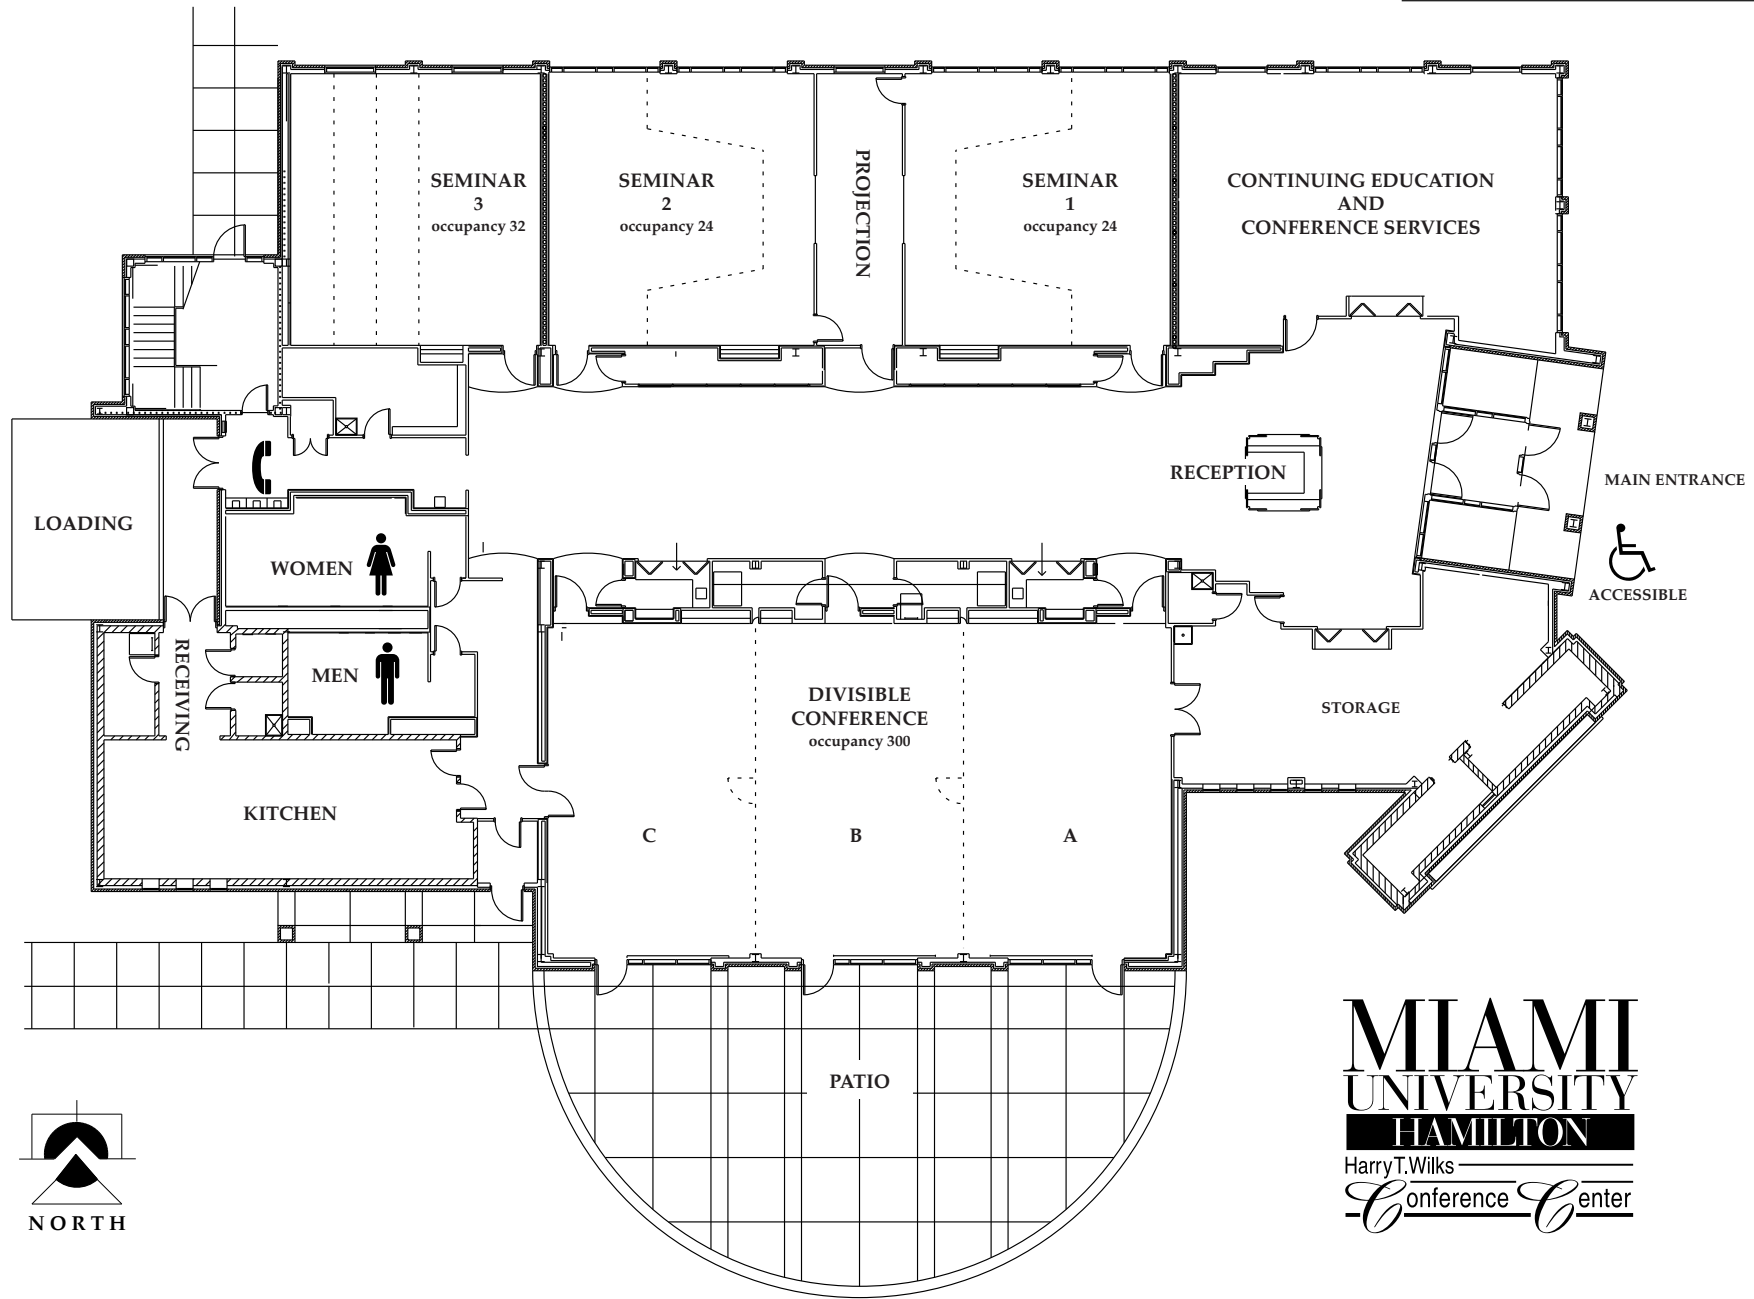 SEMINAR
3
occupancy 32
SEMINAR
2
occupancy 24
PROJECTION
SEMINAR
1
occupancy 24
CONTINUING EDUCATION
AND
CONFERENCE SERVICES
RECEPTION
MAIN ENTRANCE
ACCESSIBLE
LOADING
WOMEN
MEN
RECEIVING
KITCHEN
DIVISIBLE
CONFERENCE
occupancy 300
C
B
A
STORAGE
PATIO
NORTH
MIAMI
UNIVERSITY
HAMILTON
Harry T. Wilks
Conference Center